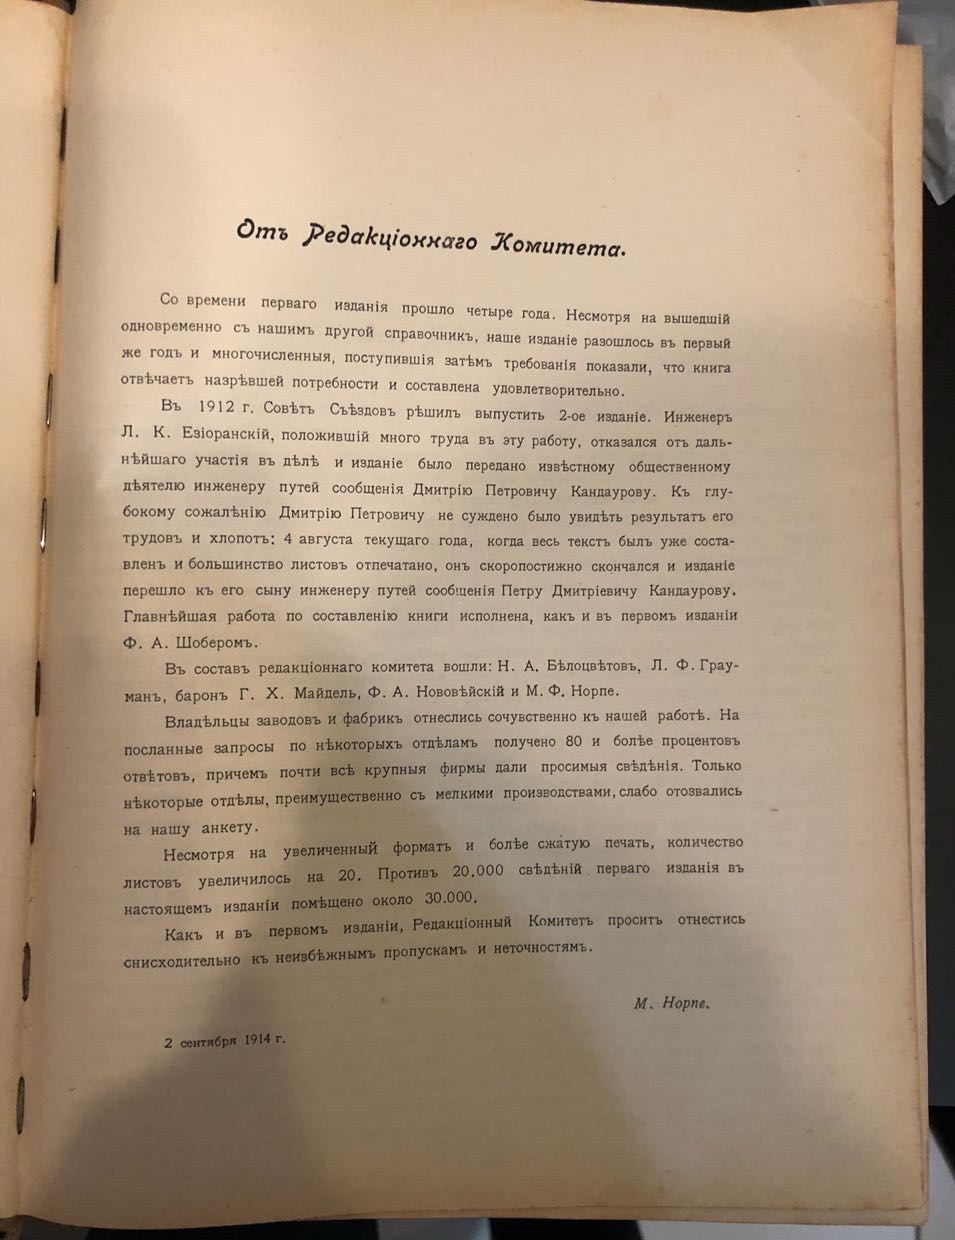 Отъ Редакціоннаго Комитета.
Со времени перваго изданія прошло четыре года. Несмотря на вышедшій
одновременно съ нашимъ другой справочникъ, наше изданіе разошлось въ первый
же годъ и многочисленныя, поступившія затѣмъ требованія показали, что книга
отвѣчаетъ назрѣвшей потребности и составлена удовлетворительно.
Въ 1912 г. Совѣтъ Съѣздовъ рѣшилъ выпустить 2-ое изданіе. Инженеръ
Л. К. Езіоранскій, положившій много труда въ эту работу, отказался отъ даль-
нѣйшаго участія въ дѣлѣ и изданіе было передано извѣстному общественному
дѣятелю инженеру путей сообщенія Дмитрію Петровичу Кандаурову. Къ глу-
бокому сожалѣнію Дмитрію Петровичу не суждено было увидѣть результатъ его
трудовъ и хлопотъ: 4 августа текущаго года, когда весь текстъ былъ уже соста-
вленъ и большинство листовъ отпечатано, онъ скоропостижно скончался и изданіе
перешло къ его сыну инженеру путей сообщенія Петру Дмитріевичу Кандаурову.
Главнѣйшая работа по составленію книги исполнена, какъ и въ первомъ изданіи
Ф. А. Шоберомъ.
Въ составъ редакціоннаго комитета вошли: Н. А. Бѣлоцвѣтовъ, Л. Ф. Грау-
манъ, баронъ Г. Х. Майдель, Ф. А. Нововѣйскій и М. Ф. Норпе.
Владѣльцы заводовъ и фабрикъ отнеслись сочувственно къ нашей работѣ. На
посланные запросы по нѣкоторыхъ отдѣламъ получено 80 и болѣе процентовъ
отвѣтовъ, причемъ почти всѣ крупныя фирмы дали просимыя свѣдѣнія. Только
нѣкоторые отдѣлы, преимущественно съ мелкими производствами, слабо отозвались
на нашу анкету.
Несмотря на увеличенный форматъ и болѣе сжатую печать, количество
листовъ увеличилось на 20. Противъ 20.000 свѣдѣній перваго изданія въ
настоящемъ изданіи помѣщено около 30.000.
Какъ и въ первомъ изданіи, Редакціонный Комитетъ проситъ отнестись
снисходительно къ неизбѣжнымъ пропускамъ и неточностямъ.
М. Норпе.
2 сентября 1914 г.